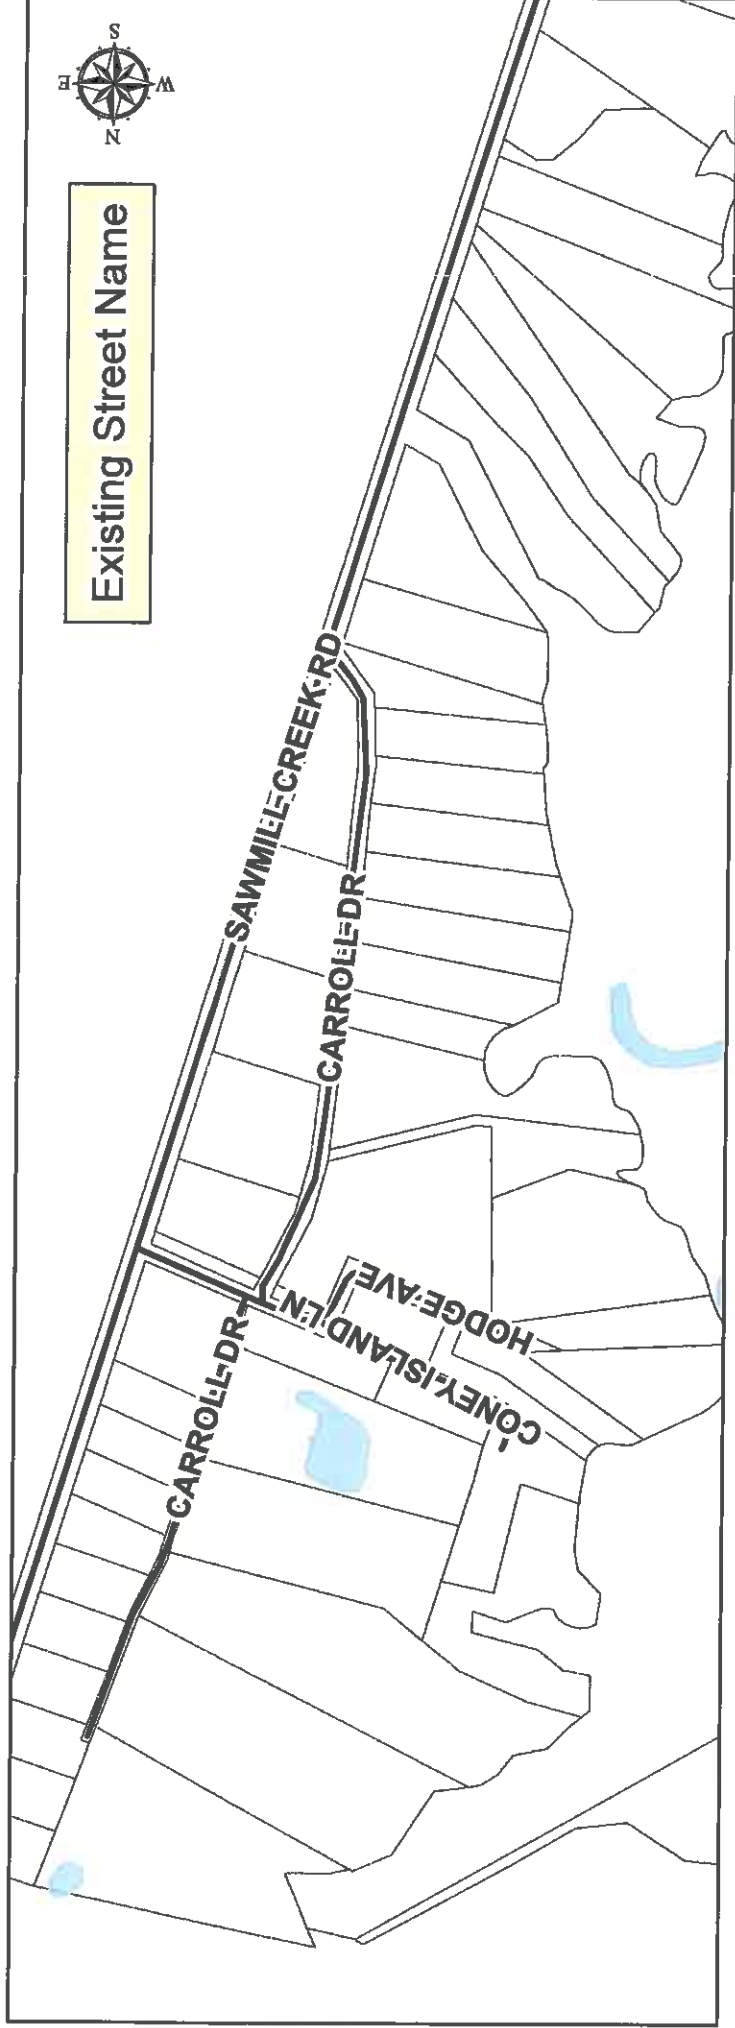 Existing Street Name
S
E
W
N
SAWMILL CREEK RD
CARROLL DR
CARROLL DR
CONEY ISLAND LN
HODGE AVE